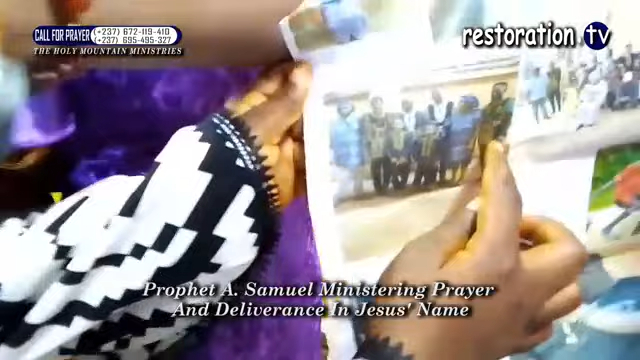 CALL FOR PRAYER
(+237) 672-119-410
(+237) 695-495-327
THE HOLY MOUNTAIN MINISTRIES
restoration tv
Prophet A. Samuel Ministering Prayer
And Deliverance In Jesus' Name